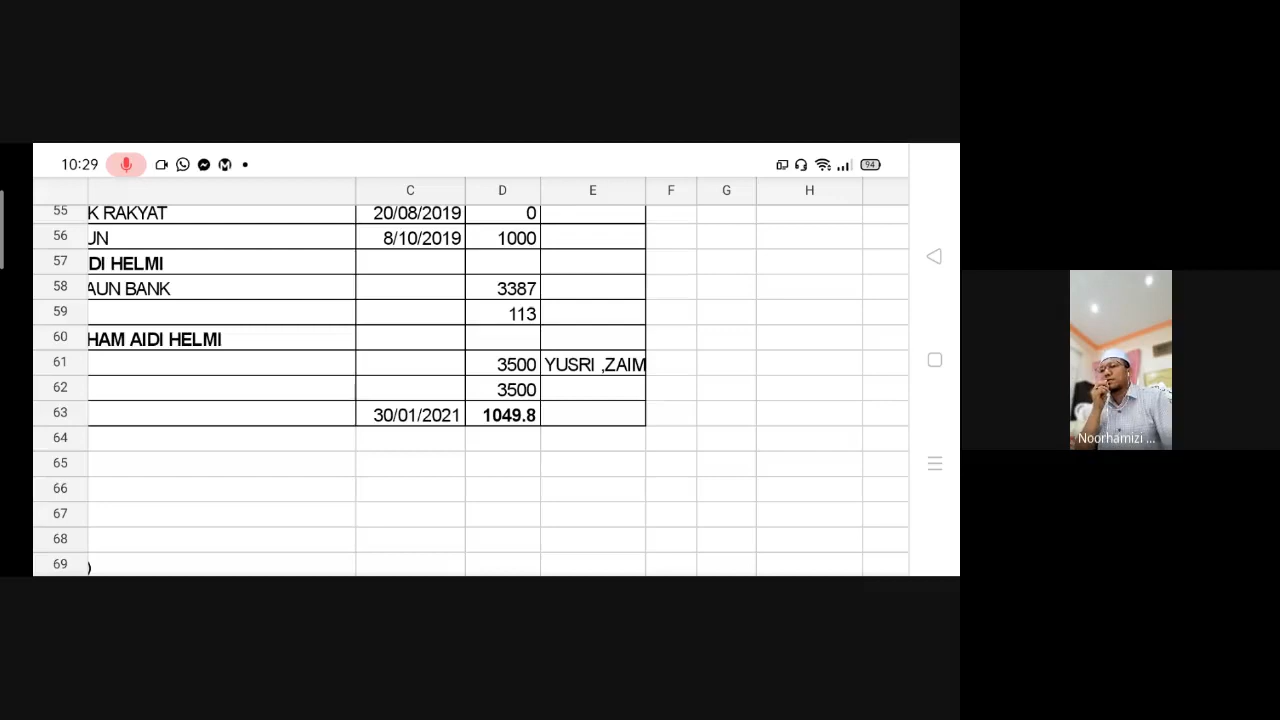 10:29 94
C D E F G H
55 K RAKYAT 20/08/2019 0
56 UN 8/10/2019 1000
57 DI HELMI
58 AUN BANK 3387
59 113
60 HAM AIDI HELMI
61 3500 YUSRI ,ZAIM
62 3500
63 30/01/2021 1049.8
64
65
66
67
68
69 )
Noorhamizi ...